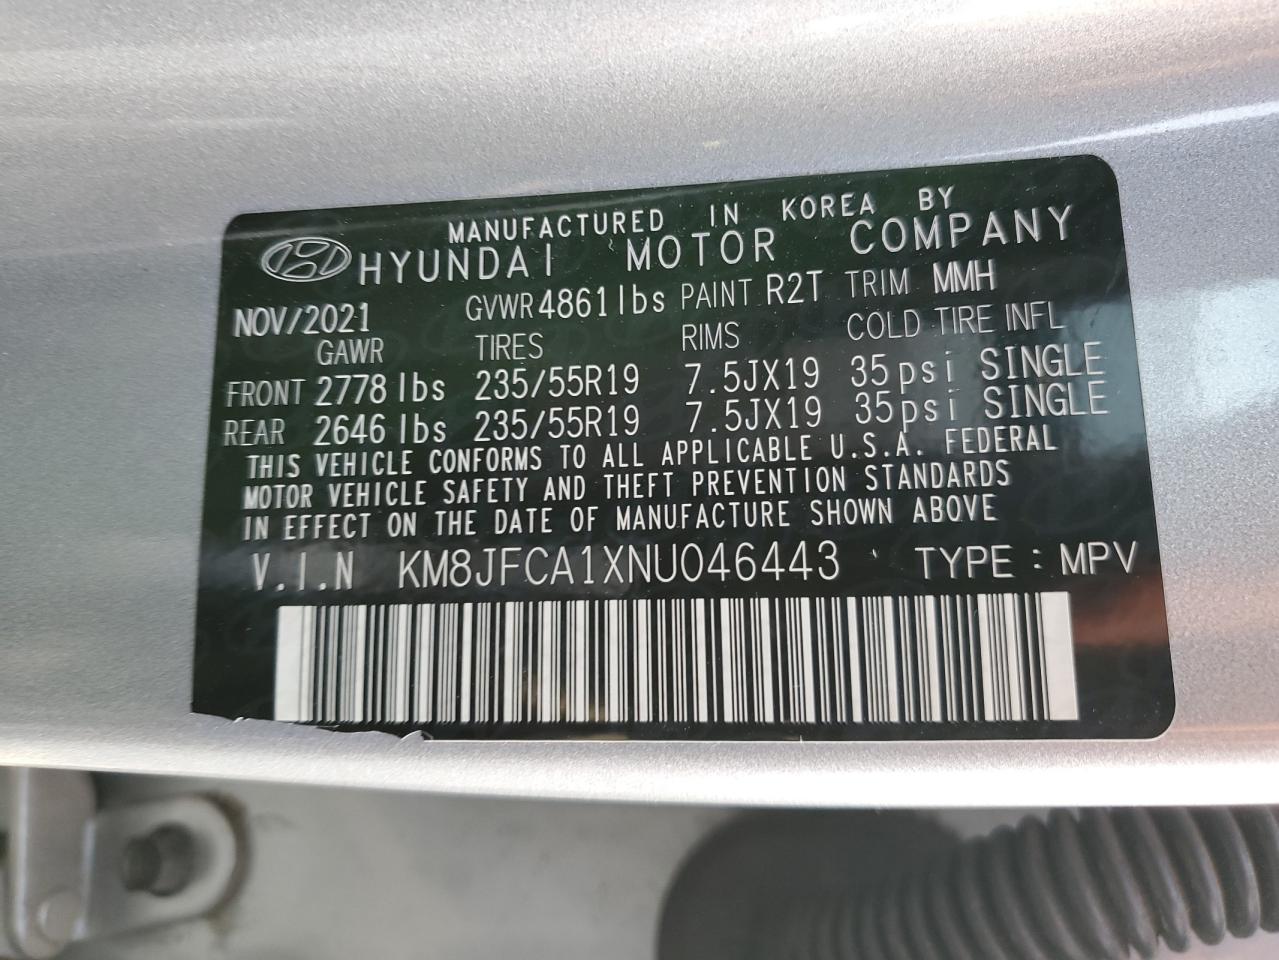 MANUFACTURED IN KOREA BY
HYUNDAI MOTOR COMPANY
NOV/2021 GVWR 4861lbs PAINT R2T TRIM MMH
GAWR TIRES RIMS COLD TIRE INFL
FRONT 2778 lbs 235/55R19 7.5JX19 35psi SINGLE
REAR 2646 lbs 235/55R19 7.5JX19 35psi SINGLE
THIS VEHICLE CONFORMS TO ALL APPLICABLE U.S.A. FEDERAL
MOTOR VEHICLE SAFETY AND THEFT PREVENTION STANDARDS
IN EFFECT ON THE DATE OF MANUFACTURE SHOWN ABOVE
V.I.N KM8JFCA1XNU046443 TYPE : MPV